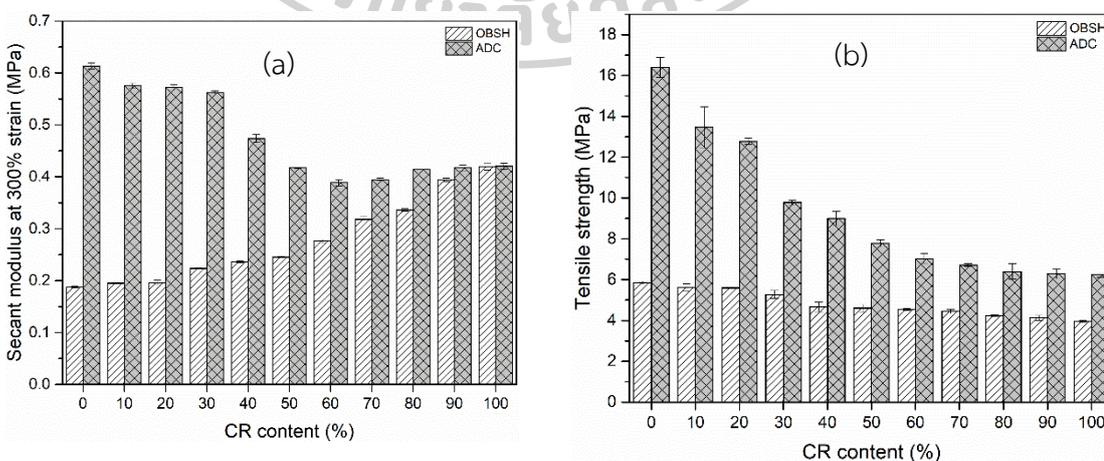 (a)
OBSH
ADC
Secant modulus at 300% strain (MPa)
0.7
0.6
0.5
0.4
0.3
0.2
0.1
0.0
0 10 20 30 40 50 60 70 80 90 100
CR content (%)
(b)
OBSH
ADC
Tensile strength (MPa)
18
16
14
12
10
8
6
4
2
0
0 10 20 30 40 50 60 70 80 90 100
CR content (%)